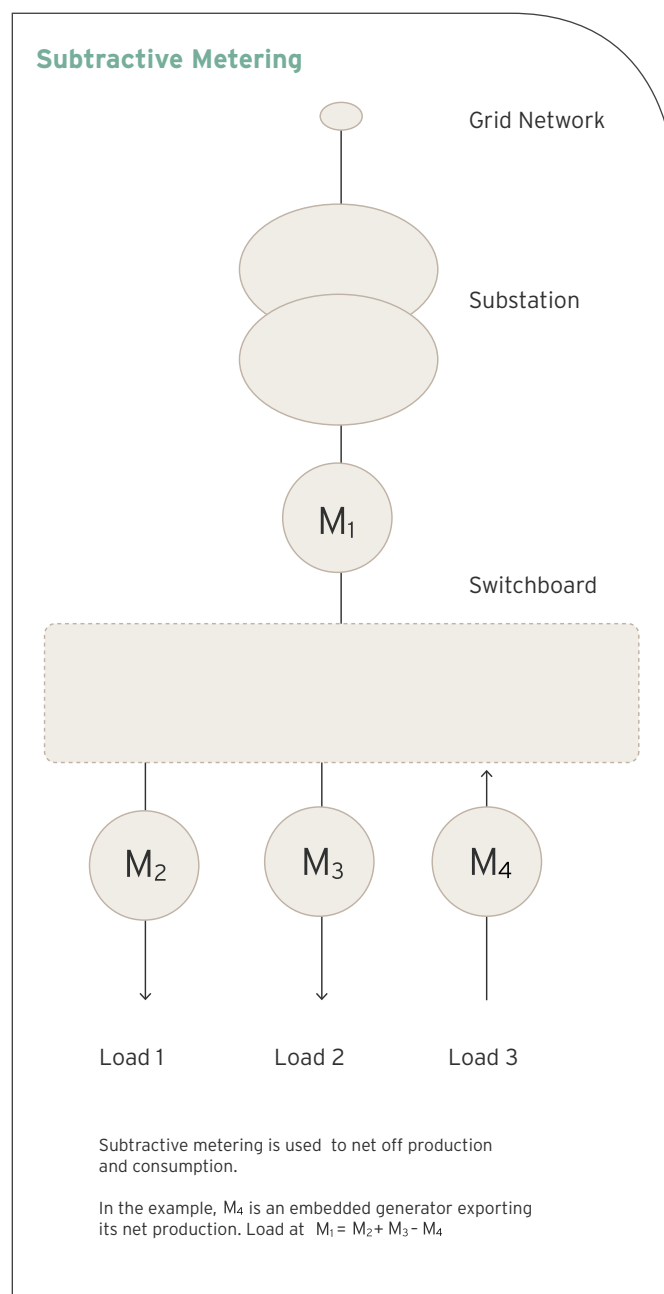 Subtractive Metering
Grid Network
Substation
M₁
Switchboard
M₂
M₃
M₄
Load 1
Load 2
Load 3
Subtractive metering is used to net off production
and consumption.
In the example, M₄ is an embedded generator exporting
its net production. Load at M₁ = M₂ + M₃ – M₄